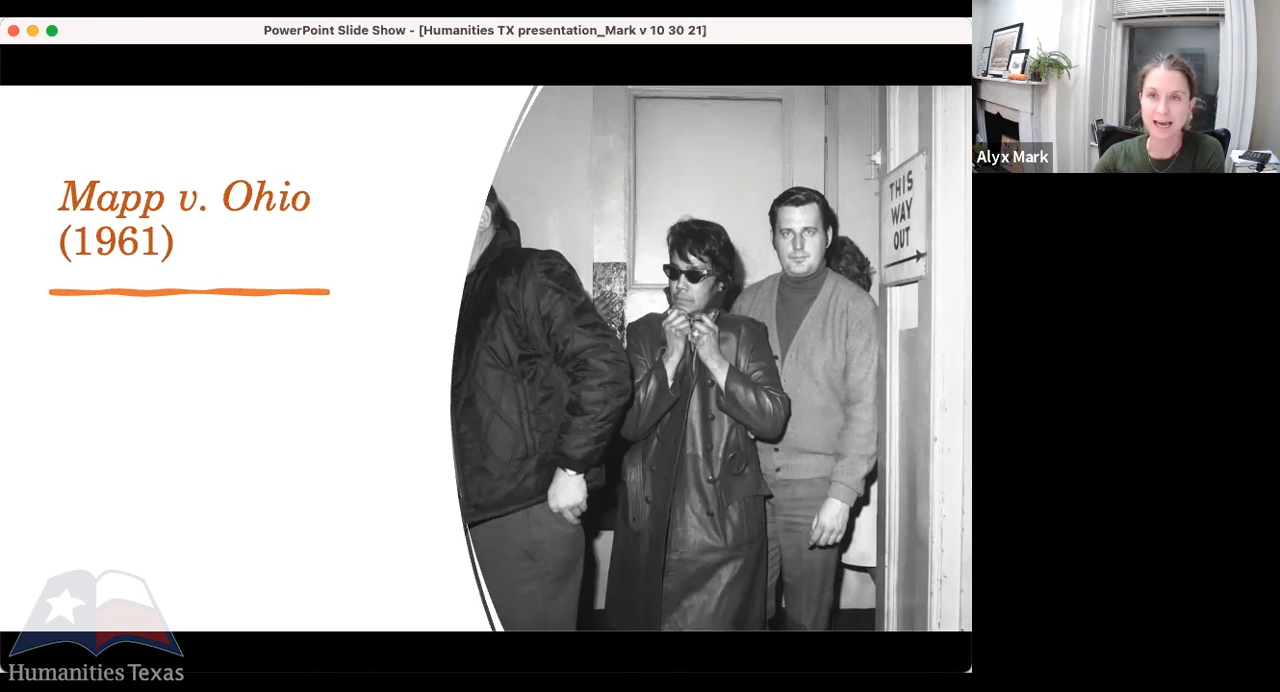 PowerPoint Slide Show - [Humanities TX presentation_Mark v 10 30 21]
Mapp v. Ohio
(1961)
THIS
WAY
OUT
Alyx Mark
Humanities Texas